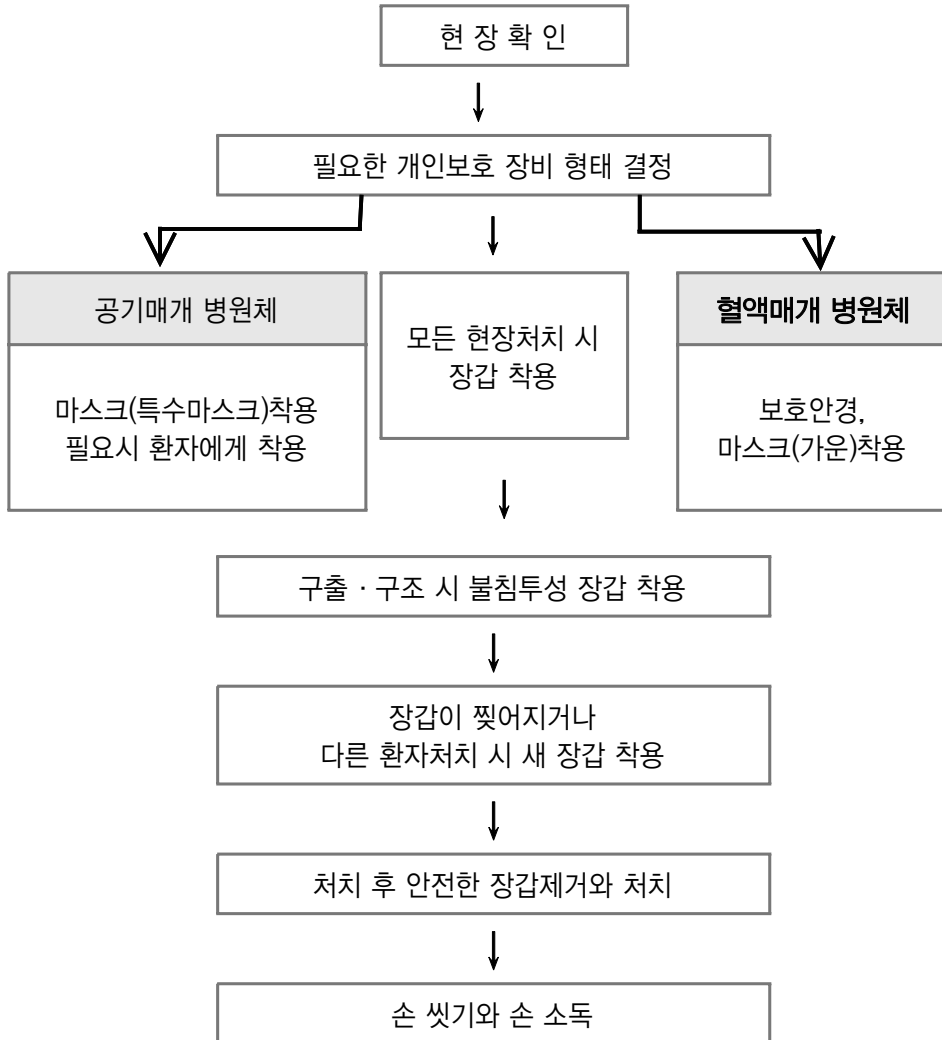 현 장 확 인
필요한 개인보호 장비 형태 결정
공기매개 병원체
마스크(특수마스크)착용
필요시 환자에게 착용
모든 현장처치 시
장갑 착용
혈액매개 병원체
보호안경,
마스크(가운)착용
구출 · 구조 시 불침투성 장갑 착용
장갑이 찢어지거나
다른 환자처치 시 새 장갑 착용
처치 후 안전한 장갑제거와 처치
손 씻기와 손 소독